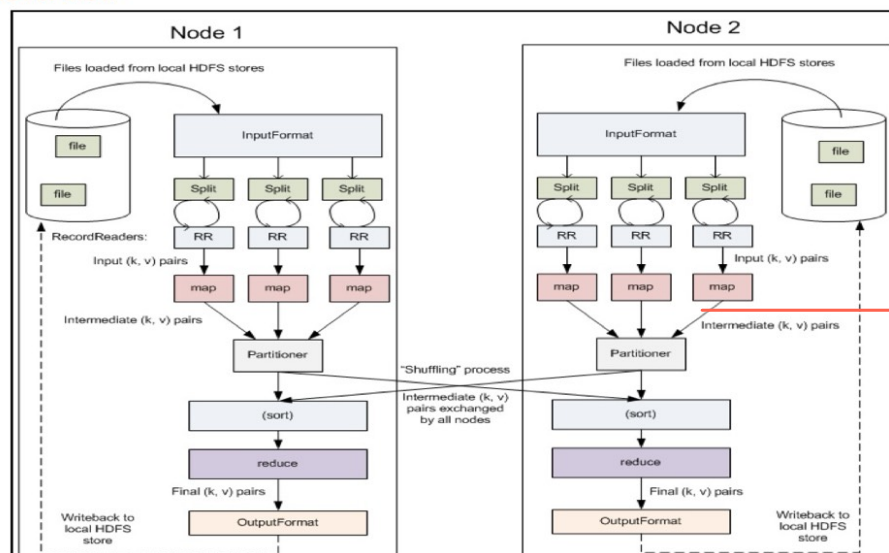 Node 1
Files loaded from local HDFS stores
file
file
InputFormat
Split
Split
Split
RecordReaders:
RR
RR
RR
Input (k, v) pairs
map
map
map
Intermediate (k, v) pairs
Partitioner
(sort)
reduce
Final (k, v) pairs
Writeback to
local HDFS
store
OutputFormat
"Shuffling" process
Intermediate (k, v)
pairs exchanged
by all nodes
Node 2
Files loaded from local HDFS stores
InputFormat
file
file
Split
Split
Split
RR
RR
RR
Input (k, v) pairs
map
map
map
Intermediate (k, v) pairs
Partitioner
(sort)
reduce
Final (k, v) pairs
OutputFormat
Writeback to
local HDFS
store